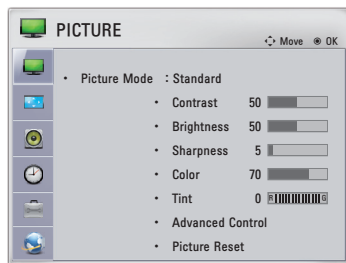 PICTURE
Move OK
• Picture Mode : Standard
• Contrast 50
• Brightness 50
• Sharpness 5
• Color 70
• Tint 0 R G
• Advanced Control
• Picture Reset